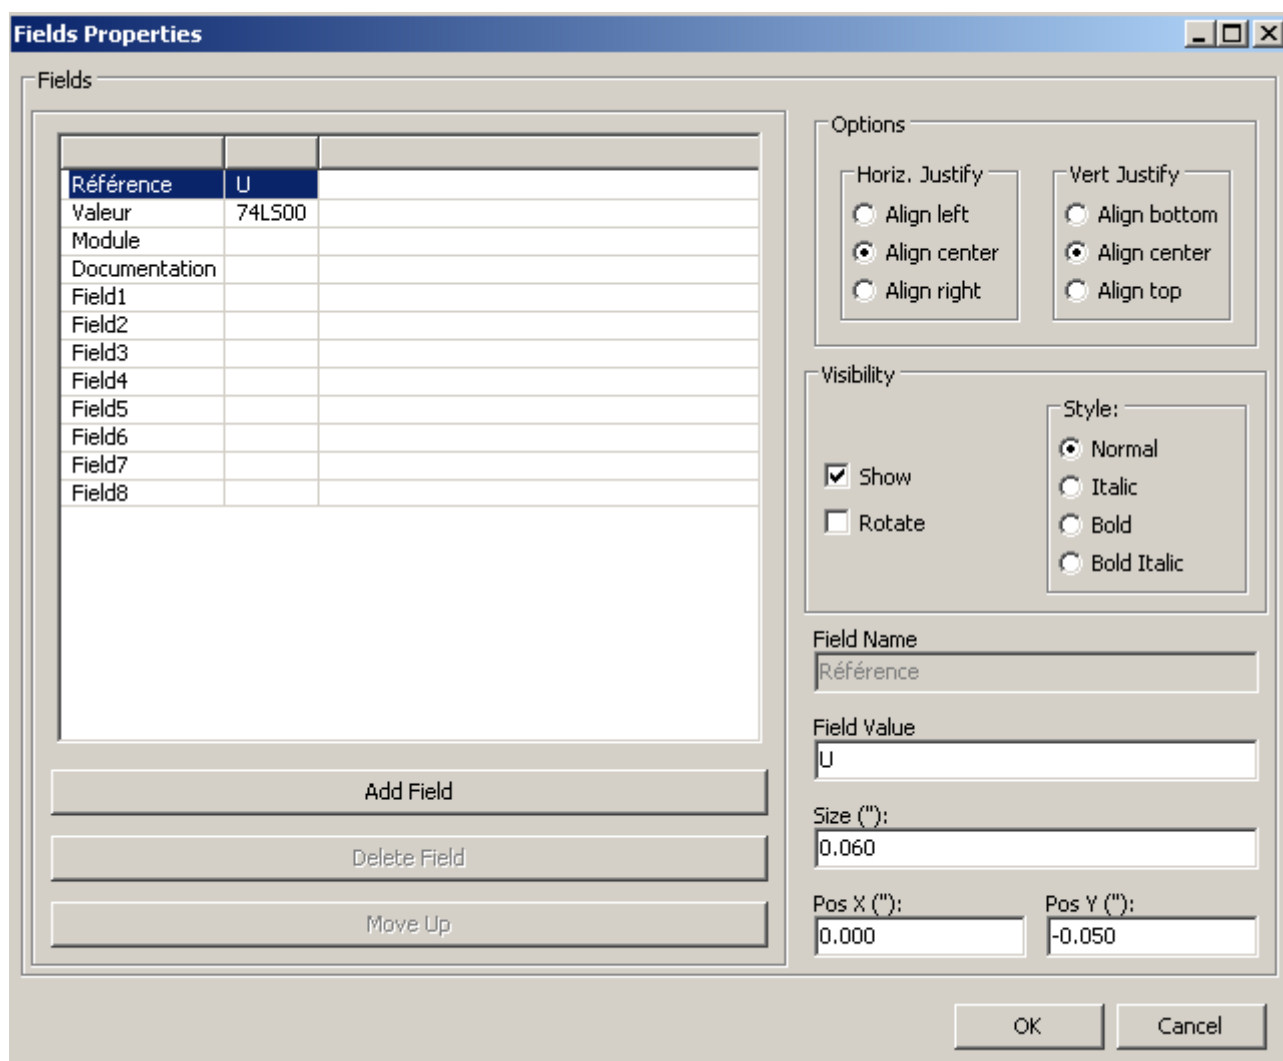 Fields Properties
Fields
Référence U
Valeur 74LS00
Module
Documentation
Field1
Field2
Field3
Field4
Field5
Field6
Field7
Field8
Add Field
Delete Field
Move Up
Options
Horiz. Justify
Align left
Align center
Align right
Vert Justify
Align bottom
Align center
Align top
Visibility
Show
Rotate
Style:
Normal
Italic
Bold
Bold Italic
Field Name
Référence
Field Value
U
Size ("):
0.060
Pos X ("):
0.000
Pos Y ("):
-0.050
OK
Cancel